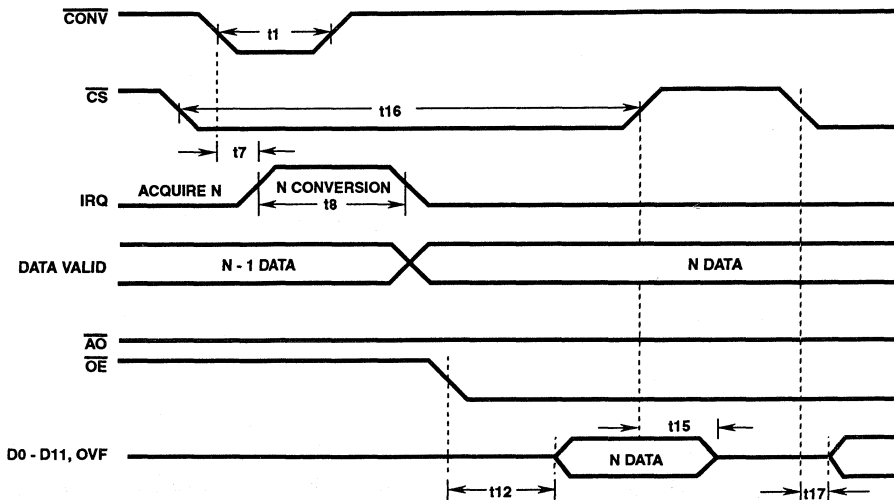 CONV
t1
CS
t16
t7
ACQUIRE N
N CONVERSION
IRQ
t8
DATA VALID
N - 1 DATA
N DATA
AO
OE
t15
D0 - D11, OVF
N DATA
t12
t17